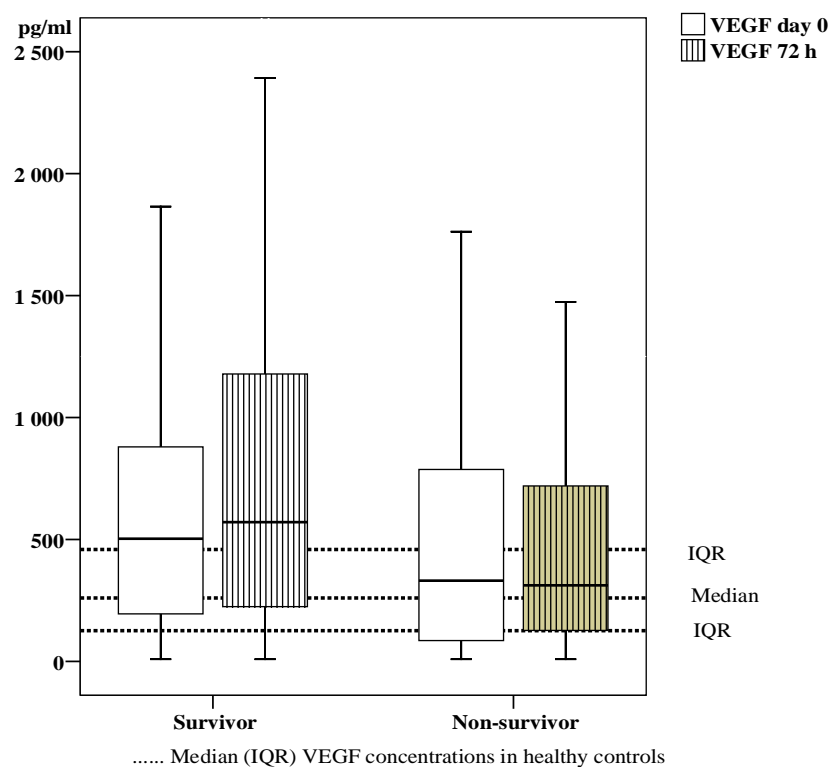 pg/ml
2 500
2 000
1 500
1 000
500
0
VEGF day 0
VEGF 72 h
IQR
Median
IQR
Survivor Non-survivor
...... Median (IQR) VEGF concentrations in healthy controls